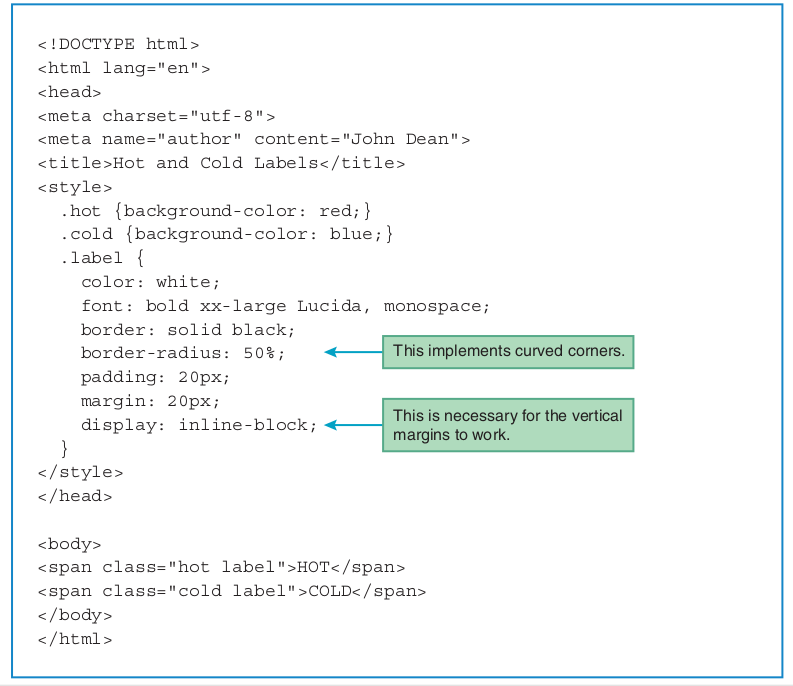 <!DOCTYPE html>
<html lang="en">
<head>
<meta charset="utf-8">
<meta name="author" content="John Dean">
<title>Hot and Cold Labels</title>
<style>
  .hot {background-color: red;}
  .cold {background-color: blue;}
  .label {
    color: white;
    font: bold xx-large Lucida, monospace;
    border: solid black;
    border-radius: 50%;
This implements curved corners.
    padding: 20px;
    margin: 20px;
    display: inline-block;
This is necessary for the vertical
margins to work.
  }
</style>
</head>
<body>
<span class="hot label">HOT</span>
<span class="cold label">COLD</span>
</body>
</html>